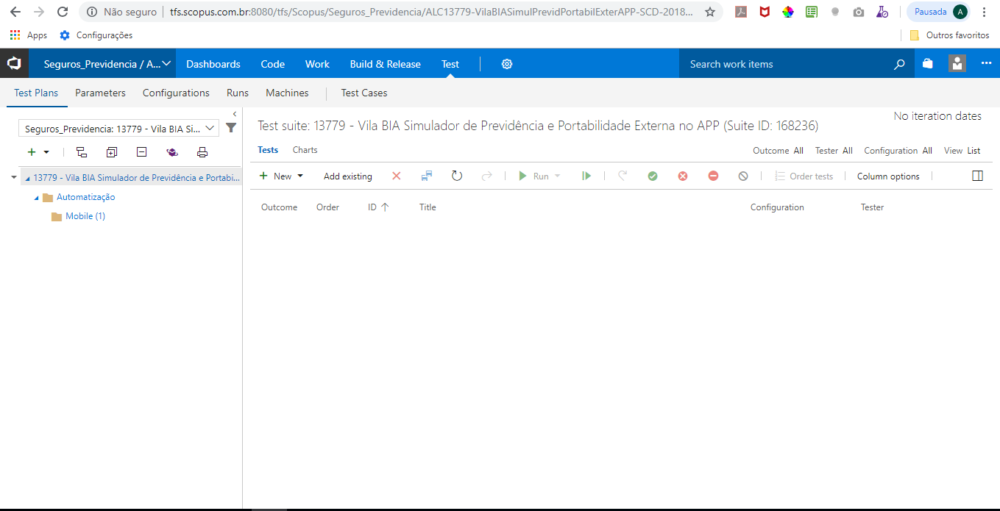 Não seguro
tfs.scopus.com.br:8080/tfs/Scopus/Seguros_Previdencia/ALC13779-VilaBIASimulPrevidPortabilExterAPP-SCD-2018...
Pausada A
Apps Configurações Outros favoritos
Seguros_Previdencia / A... Dashboards Code Work Build & Release Test Search work items
Test Plans Parameters Configurations Runs Machines Test Cases
Seguros_Previdencia: 13779 - Vila BIA Si...
No iteration dates
Test suite: 13779 - Vila BIA Simulador de Previdência e Portabilidade Externa no APP (Suite ID: 168236)
Tests Charts Outcome All Tester All Configuration All View List
New Add existing Run Order tests Column options
13779 - Vila BIA Simulador de Previdência e Portabi...
Automatização
Mobile (1)
Outcome Order ID Title Configuration Tester